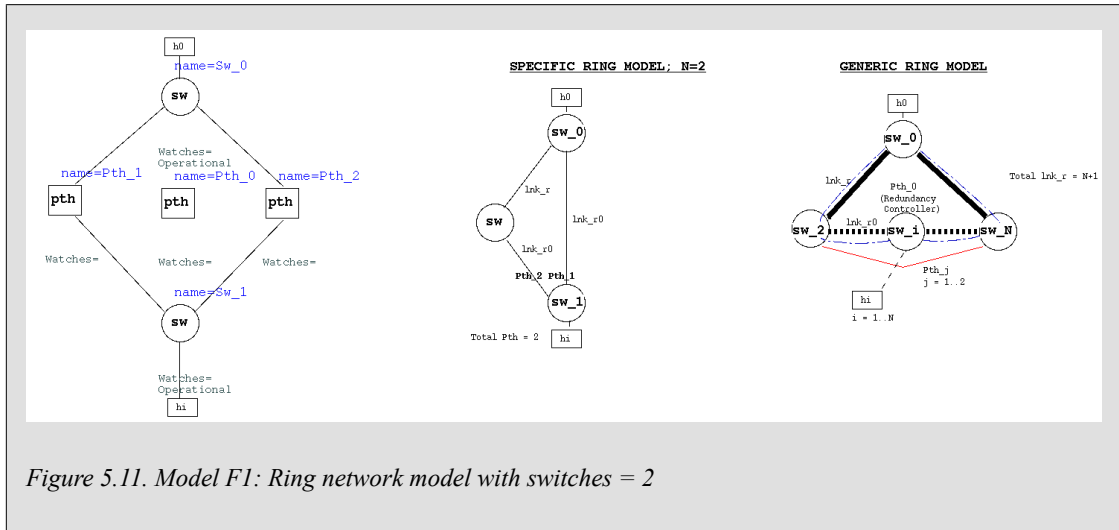 h0
name=Sw_0
sw
Watches=
Operational
name=Pth_1
name=Pth_0
name=Pth_2
pth
pth
pth
Watches=
Watches=
Watches=
name=Sw_1
sw
Watches=
Operational
hi
SPECIFIC RING MODEL; N=2
h0
sw_0
lnk_r
sw
lnk_r0
lnk_r0
Pth_2 Pth_1
sw_1
Total Pth = 2
hi
GENERIC RING MODEL
h0
sw_0
lnk_r
Total lnk_r = N+1
Pth_0
(Redundancy
Controller)
lnk_r0
sw_2
sw_i
sw_N
Pth_j
j = 1..2
hi
i = 1..N
Figure 5.11. Model F1: Ring network model with switches = 2